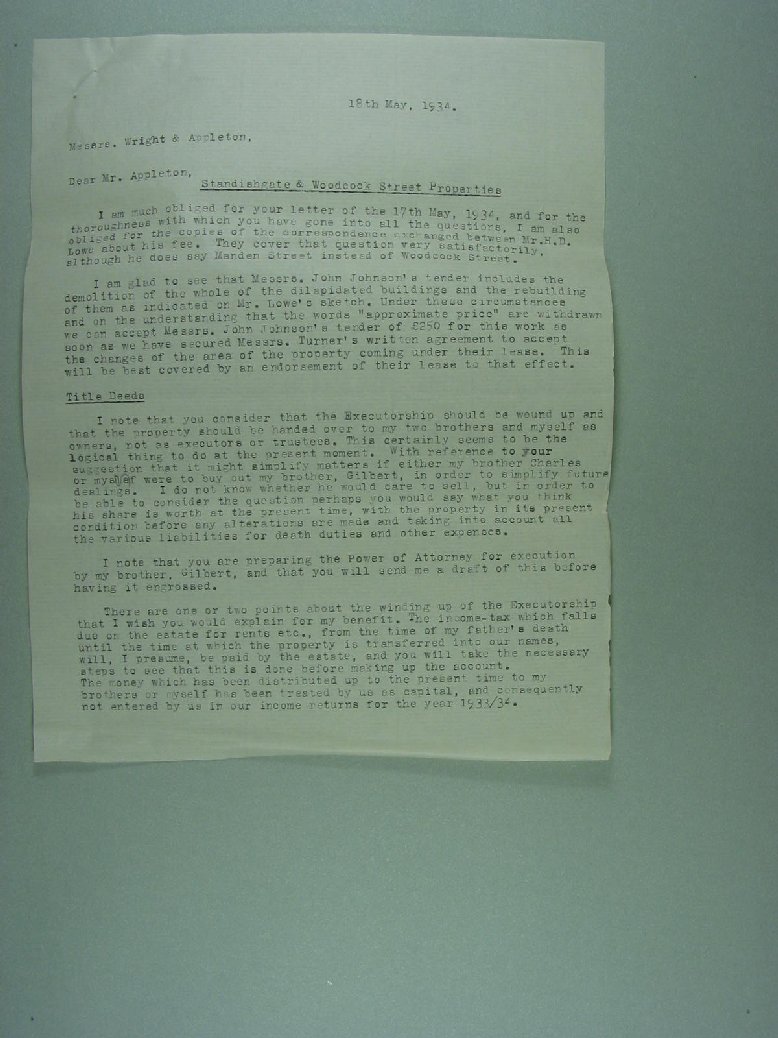 18th May, 1934.
Messrs. Wright & Appleton,
Dear Mr. Appleton,
Standishgate & Woodcock Street Properties
I am much obliged for your letter of the 17th May, 1934, and for the
thoroughness with which you have gone into all the questions, I am also
obliged for the copies of the correspondence exchanged between Mr.H.D.
Lowe about his fee. They cover that question very satisfactorily,
although he does say Manden Street instead of Woodcock Street.
I am glad to see that Messrs. John Johnson's tender includes the
demolition of the whole of the dilapidated buildings and the rebuilding
of them as indicated on Mr. Lowe's sketch. Under these circumstances
and on the understanding that the words "approximate price" are withdrawn
we can accept Messrs. John Johnson's tender of £250 for this work as
soon as we have secured Messrs. Turner's written agreement to accept
the changes of the area of the property coming under their lease. This
will be best covered by an endorsement of their lease to that effect.
Title Deeds
I note that you consider that the Executorship should be wound up and
that the property should be handed over to my two brothers and myself as
owners, not as executors or trustees. This certainly seems to be the
logical thing to do at the present moment. With reference to your
suggestion that it might simplify matters if either my brother Charles
or myself were to buy out my brother, Gilbert, in order to simplify future
dealings. I do not know whether he would care to sell, but in order to
be able to consider the question perhaps you would say what you think
his share is worth at the present time, with the property in its present
condition before any alterations are made and taking into account all
the various liabilities for death duties and other expenses.
I note that you are preparing the Power of Attorney for execution
by my brother, Gilbert, and that you will send me a draft of this before
having it engrossed.
There are one or two points about the winding up of the Executorship
that I wish you would explain for my benefit. The income-tax which falls
due on the estate for rents etc., from the time of my father's death
until the time at which the property is transferred into our names,
will, I presume, be paid by the estate, and you will take the necessary
steps to see that this is done before making up the account.
The money which has been distributed up to the present time to my
brothers or myself has been treated by us as capital, and consequently
not entered by us in our income returns for the year 1933/34.